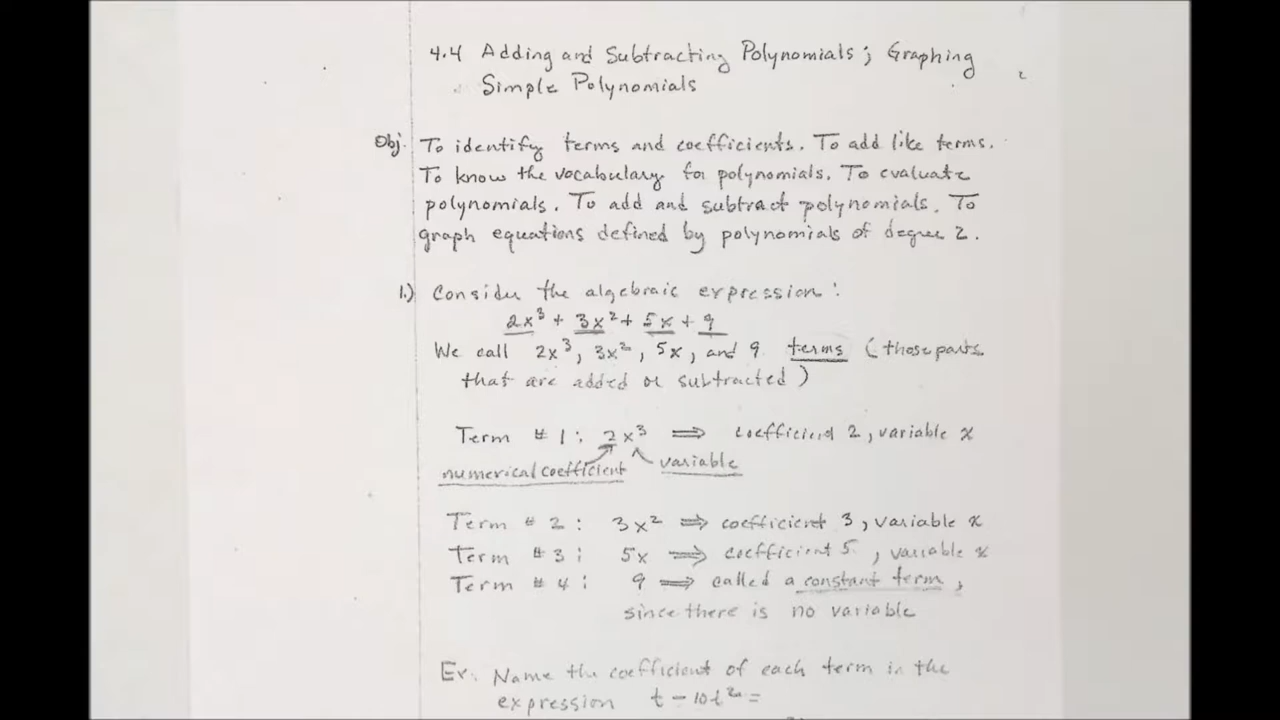 4.4 Adding and Subtracting Polynomials; Graphing
Simple Polynomials
Obj. To identify terms and coefficients. To add like terms.
To know the vocabulary for polynomials. To evaluate
polynomials. To add and subtract polynomials. To
graph equations defined by polynomials of degree 2.
1.) Consider the algebraic expression:
2x³ + 3x² + 5x + 9
We call 2x³, 3x², 5x, and 9 terms (those parts
that are added or subtracted)
Term # 1: 2x³ ⇒ coefficient 2, variable x
numerical coefficient variable
Term # 2: 3x² ⇒ coefficient 3, variable x
Term # 3: 5x ⇒ coefficient 5, variable x
Term # 4: 9 ⇒ called a constant term,
since there is no variable
Ex. Name the coefficient of each term in the
expression t - 10t² =